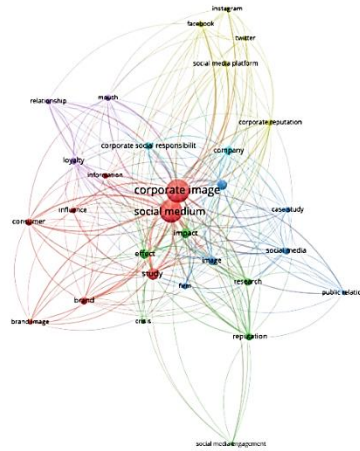 instagram
facebook
twitter
social media platform
relationship
mouth
corporate reputation
corporate social responsibilit
company
loyalty
information
corporate image
social medium
influence
case study
consumer
impact
effect
social media
image
study
research
firm
public relation
brand
brand image
crisis
reputation
social media engagement